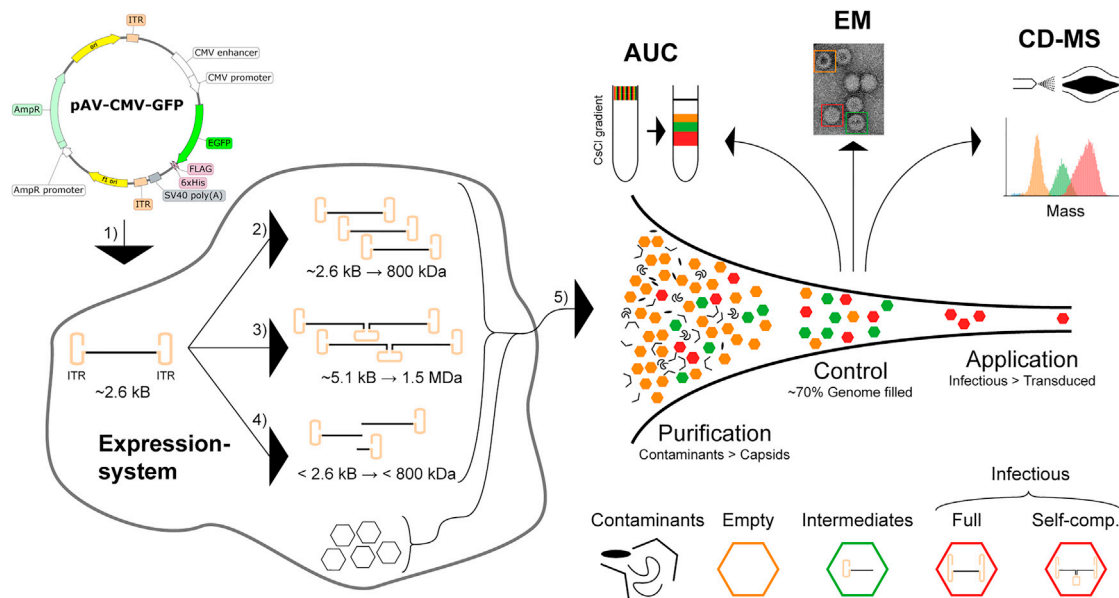 ITR
ori
CMV enhancer
CMV promoter
pAV-CMV-GFP
AmpR
EGFP
FLAG
6xHis
SV40 poly(A)
ITR
f1 ori
AmpR promoter
1)
ITR
ITR
~2.6 kB
Expression-
system
2)
~2.6 kB → 800 kDa
3)
~5.1 kB → 1.5 MDa
4)
< 2.6 kB → < 800 kDa
5)
AUC
CsCl gradient
EM
CD-MS
Mass
Purification
Contaminants > Capsids
Control
~70% Genome filled
Application
Infectious > Transduced
Infectious
Contaminants
Empty
Intermediates
Full
Self-comp.